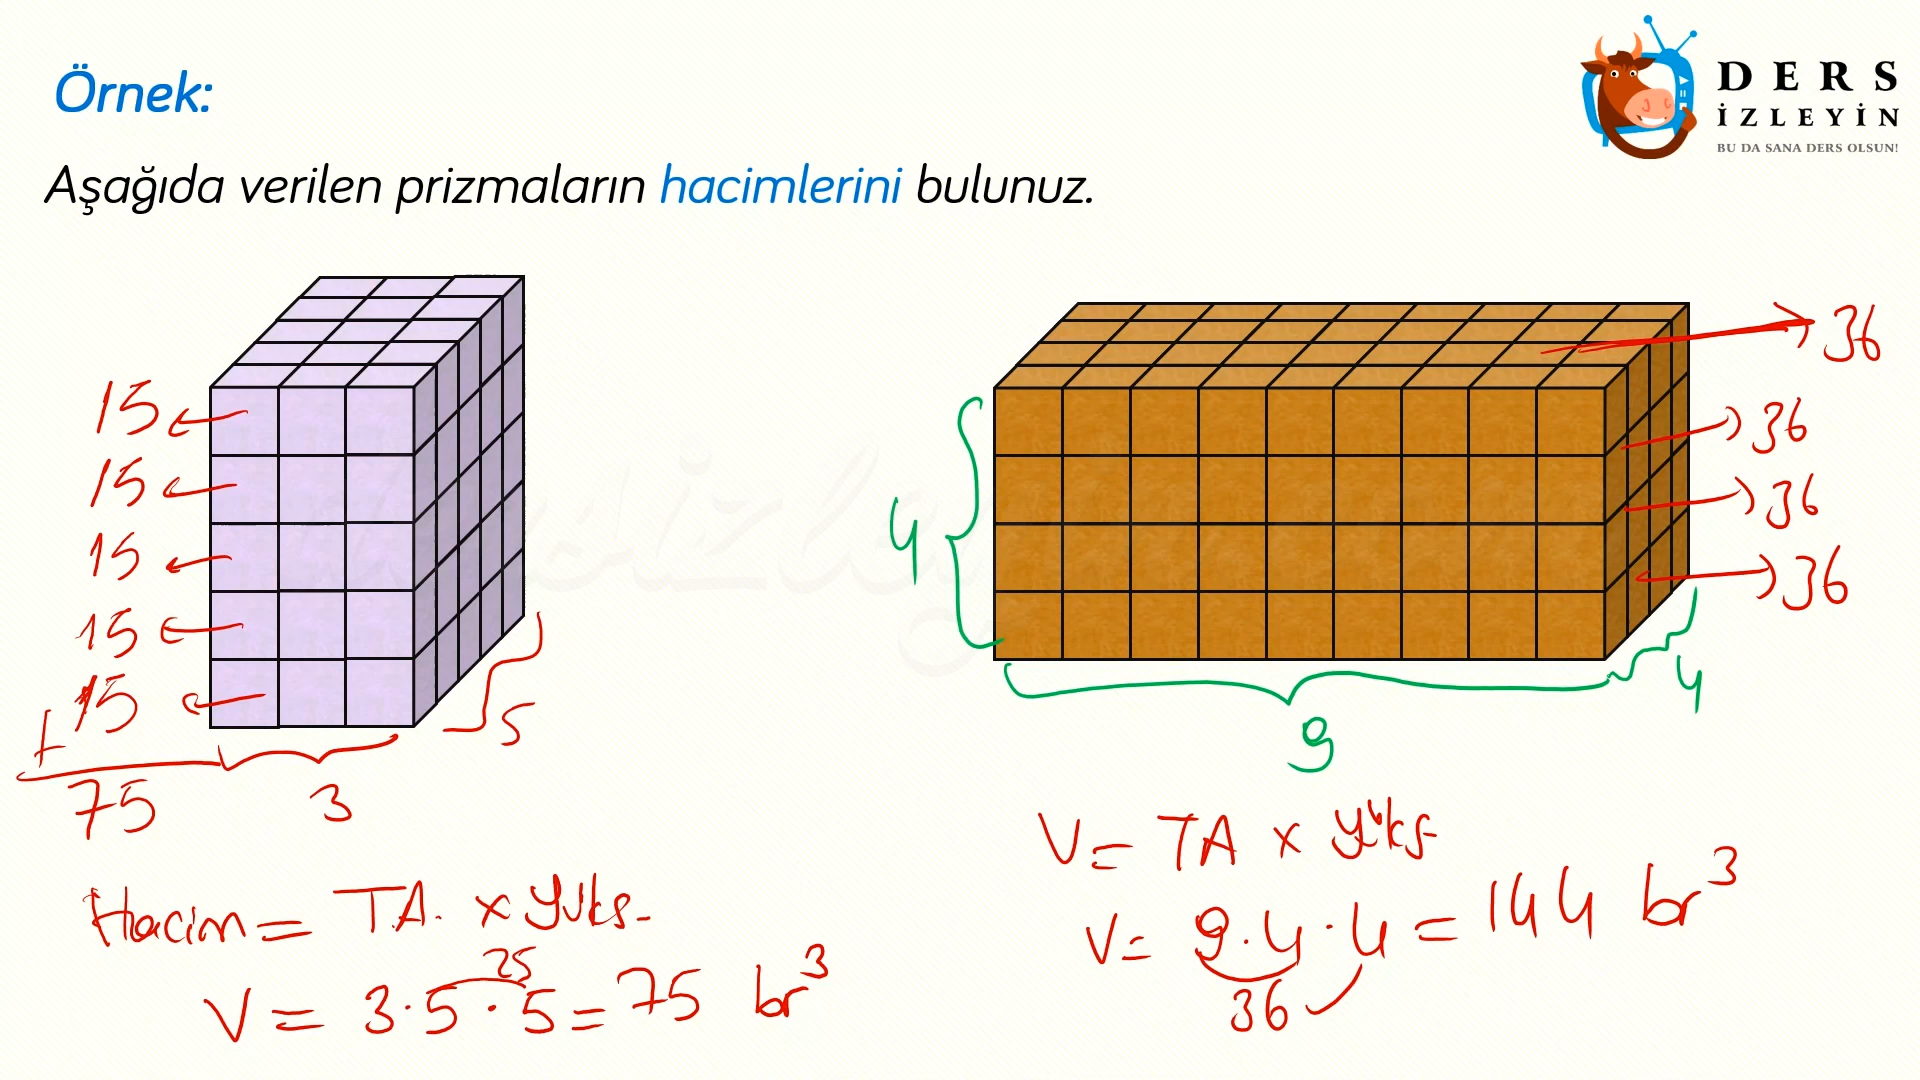 Örnek:
DERS
İZLEYİN
BU DA SANA DERS OLSUN!
Aşağıda verilen prizmaların hacimlerini bulunuz.
15
15
15
15
+ 15
75
3
5
Hacim = T.A. x Yüks.
25
V = 3.5.5 = 75 br³
36
36
36
36
4
9
4
V = TA x Yük
V = 9.4.4 = 144 br³
36